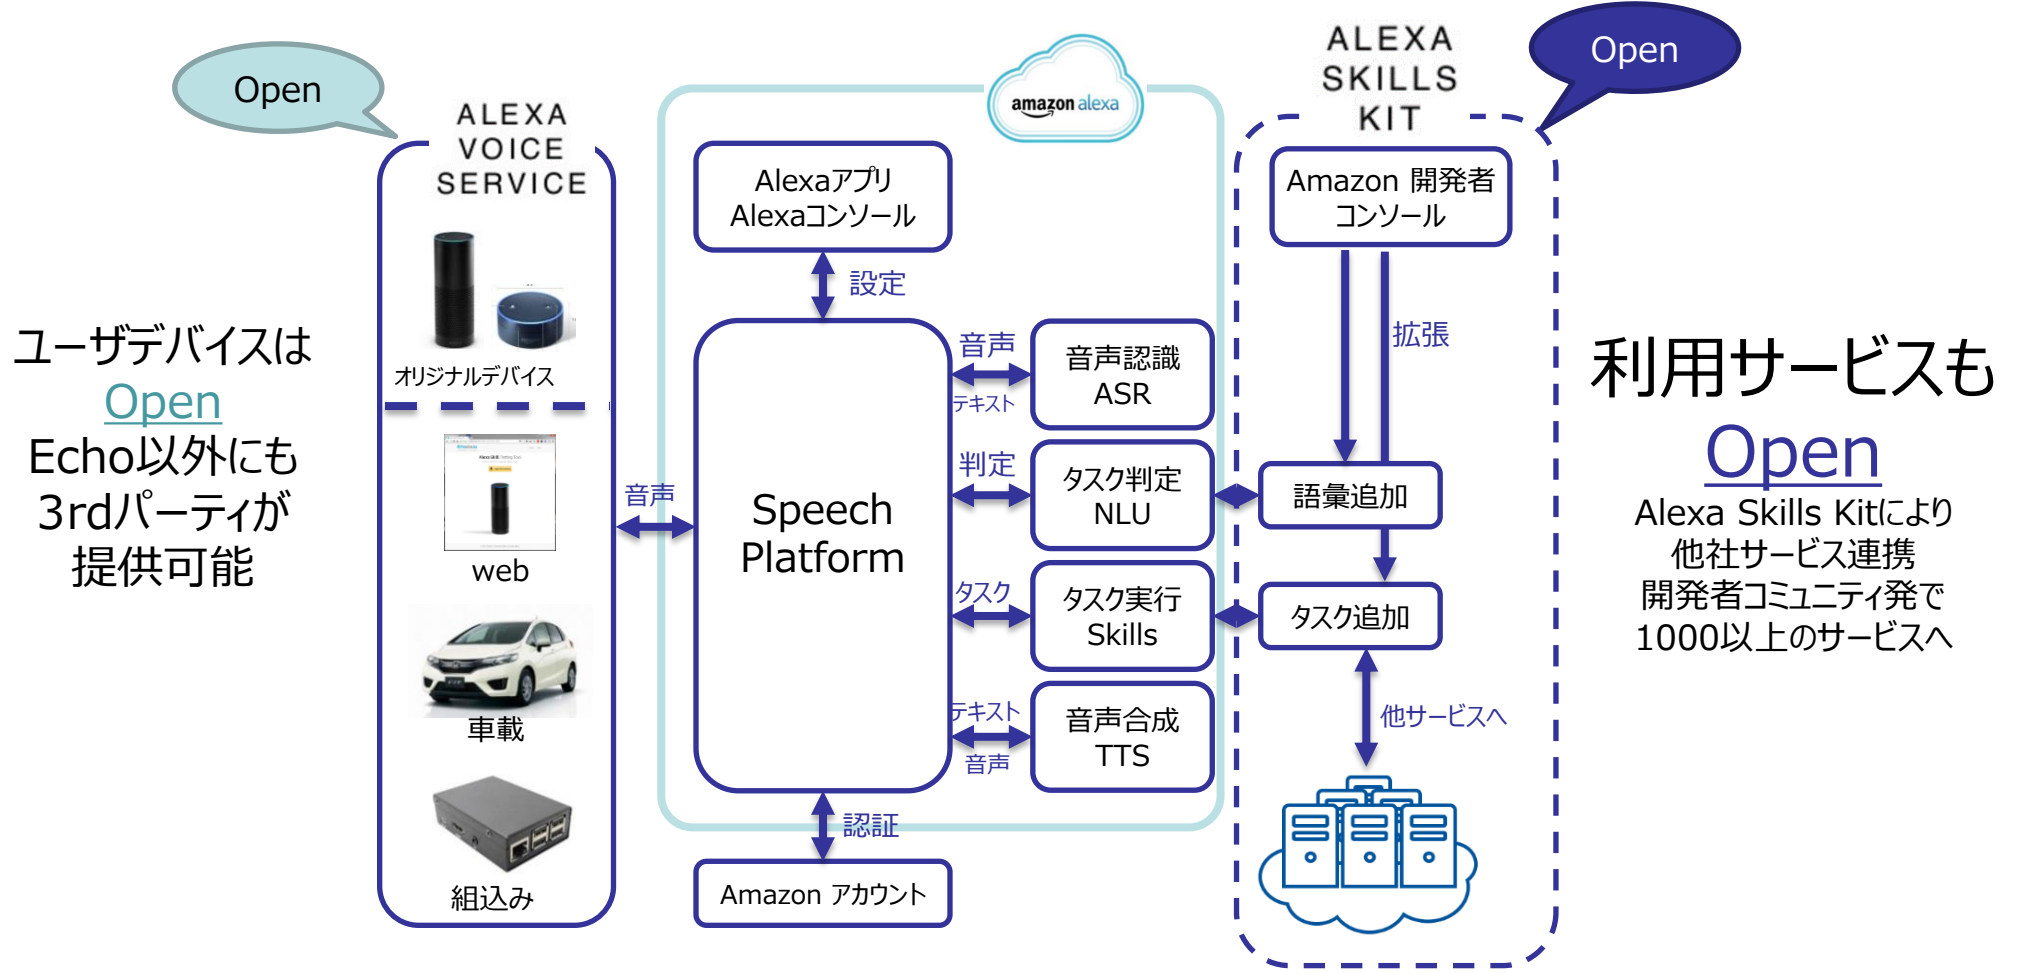 Open
ALEXA
VOICE
SERVICE
オリジナルデバイス
web
車載
組込み
ユーザデバイスは
Open
Echo以外にも
3rdパーティが
提供可能
音声
amazon alexa
Alexaアプリ
Alexaコンソール
設定
Speech
Platform
音声
テキスト
音声認識
ASR
判定
タスク判定
NLU
タスク
タスク実行
Skills
テキスト
音声
音声合成
TTS
認証
Amazon アカウント
ALEXA
SKILLS
KIT
Open
Amazon 開発者
コンソール
拡張
語彙追加
タスク追加
他サービスへ
利用サービスも
Open
Alexa Skills Kitにより
他社サービス連携
開発者コミュニティ発で
1000以上のサービスへ